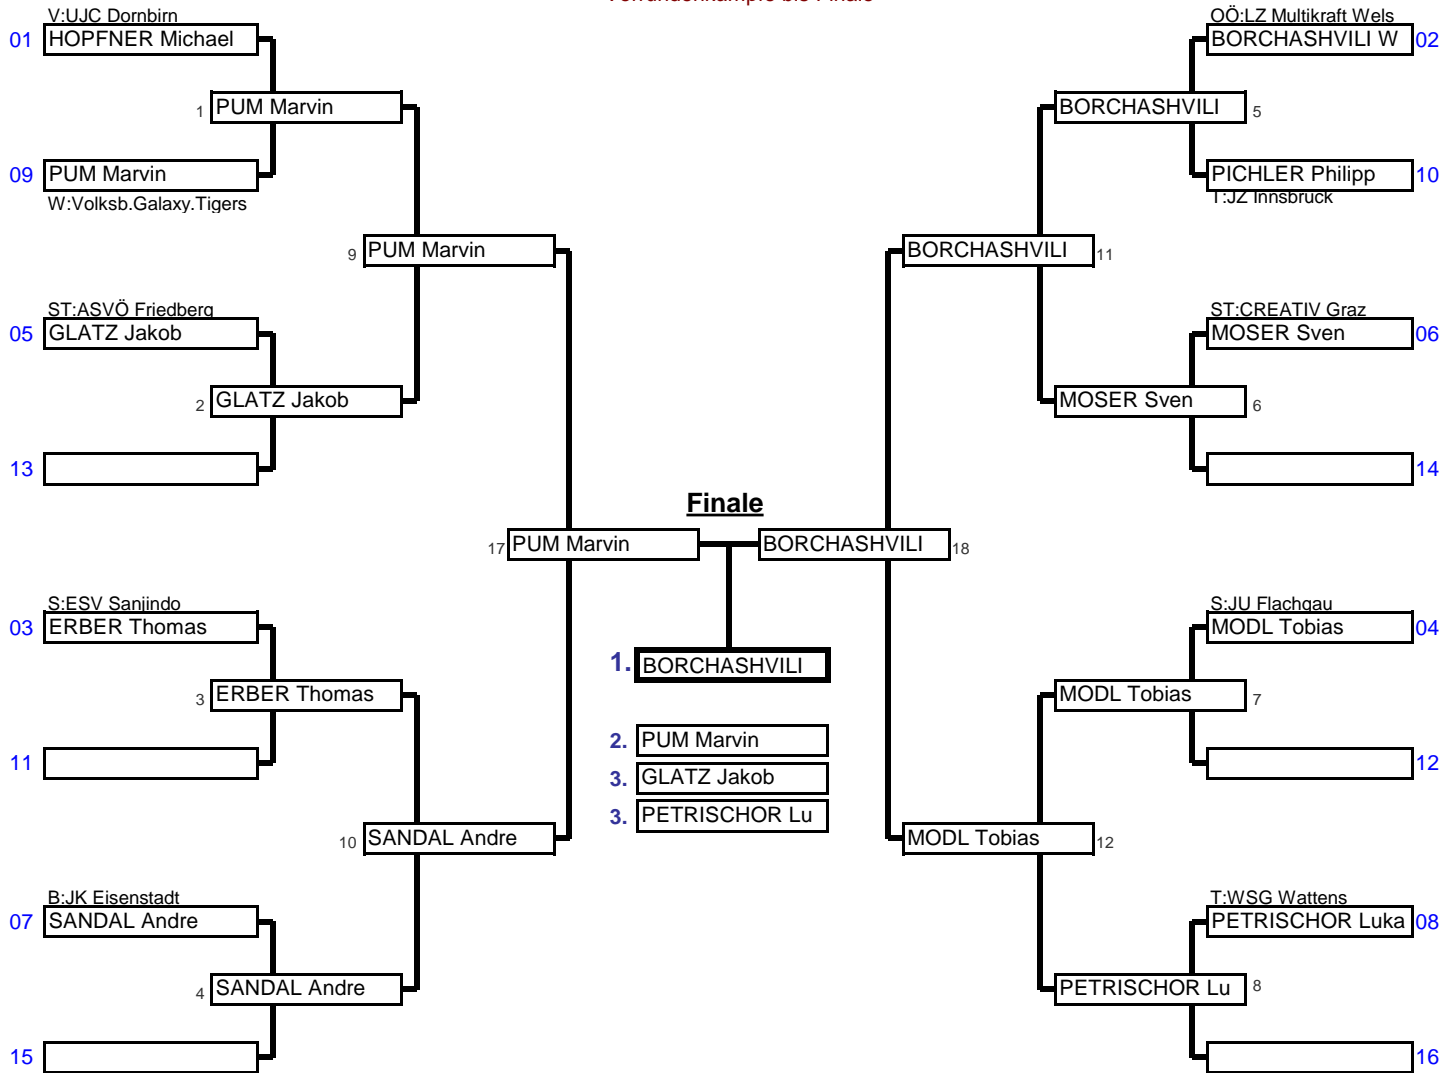 V:UJC Dornbirn
01 HOPFNER Michael
1 PUM Marvin
09 PUM Marvin
W:Volksb.Galaxy.Tigers
9 PUM Marvin
ST:ASVÖ Friedberg
05 GLATZ Jakob
2 GLATZ Jakob
13
17 PUM Marvin
S:ESV Sanjindo
03 ERBER Thomas
3 ERBER Thomas
11
10 SANDAL Andre
B:JK Eisenstadt
07 SANDAL Andre
4 SANDAL Andre
15
Finale
1. BORCHASHVILI
2. PUM Marvin
3. GLATZ Jakob
3. PETRISCHOR Lu
OÖ:LZ Multikraft Wels
BORCHASHVILI W 02
BORCHASHVILI 5
PICHLER Philipp 10
T:JZ Innsbruck
BORCHASHVILI 11
ST:CREATIV Graz
MOSER Sven 06
MOSER Sven 6
14
BORCHASHVILI 18
S:JU Flachgau
MODL Tobias 04
MODL Tobias 7
12
MODL Tobias 12
T:WSG Wattens
PETRISCHOR Luka 08
PETRISCHOR Lu 8
16